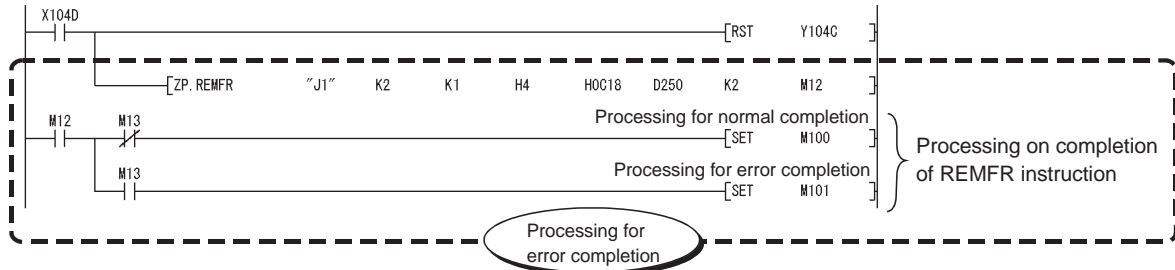 X104D
RST Y104C
ZP.REMFR "J1" K2 K1 H4 H0C18 D250 K2 M12
Processing for normal completion
M12 M13
SET M100
Processing for error completion
M13
SET M101
Processing on completion
of REMFR instruction
Processing for
error completion